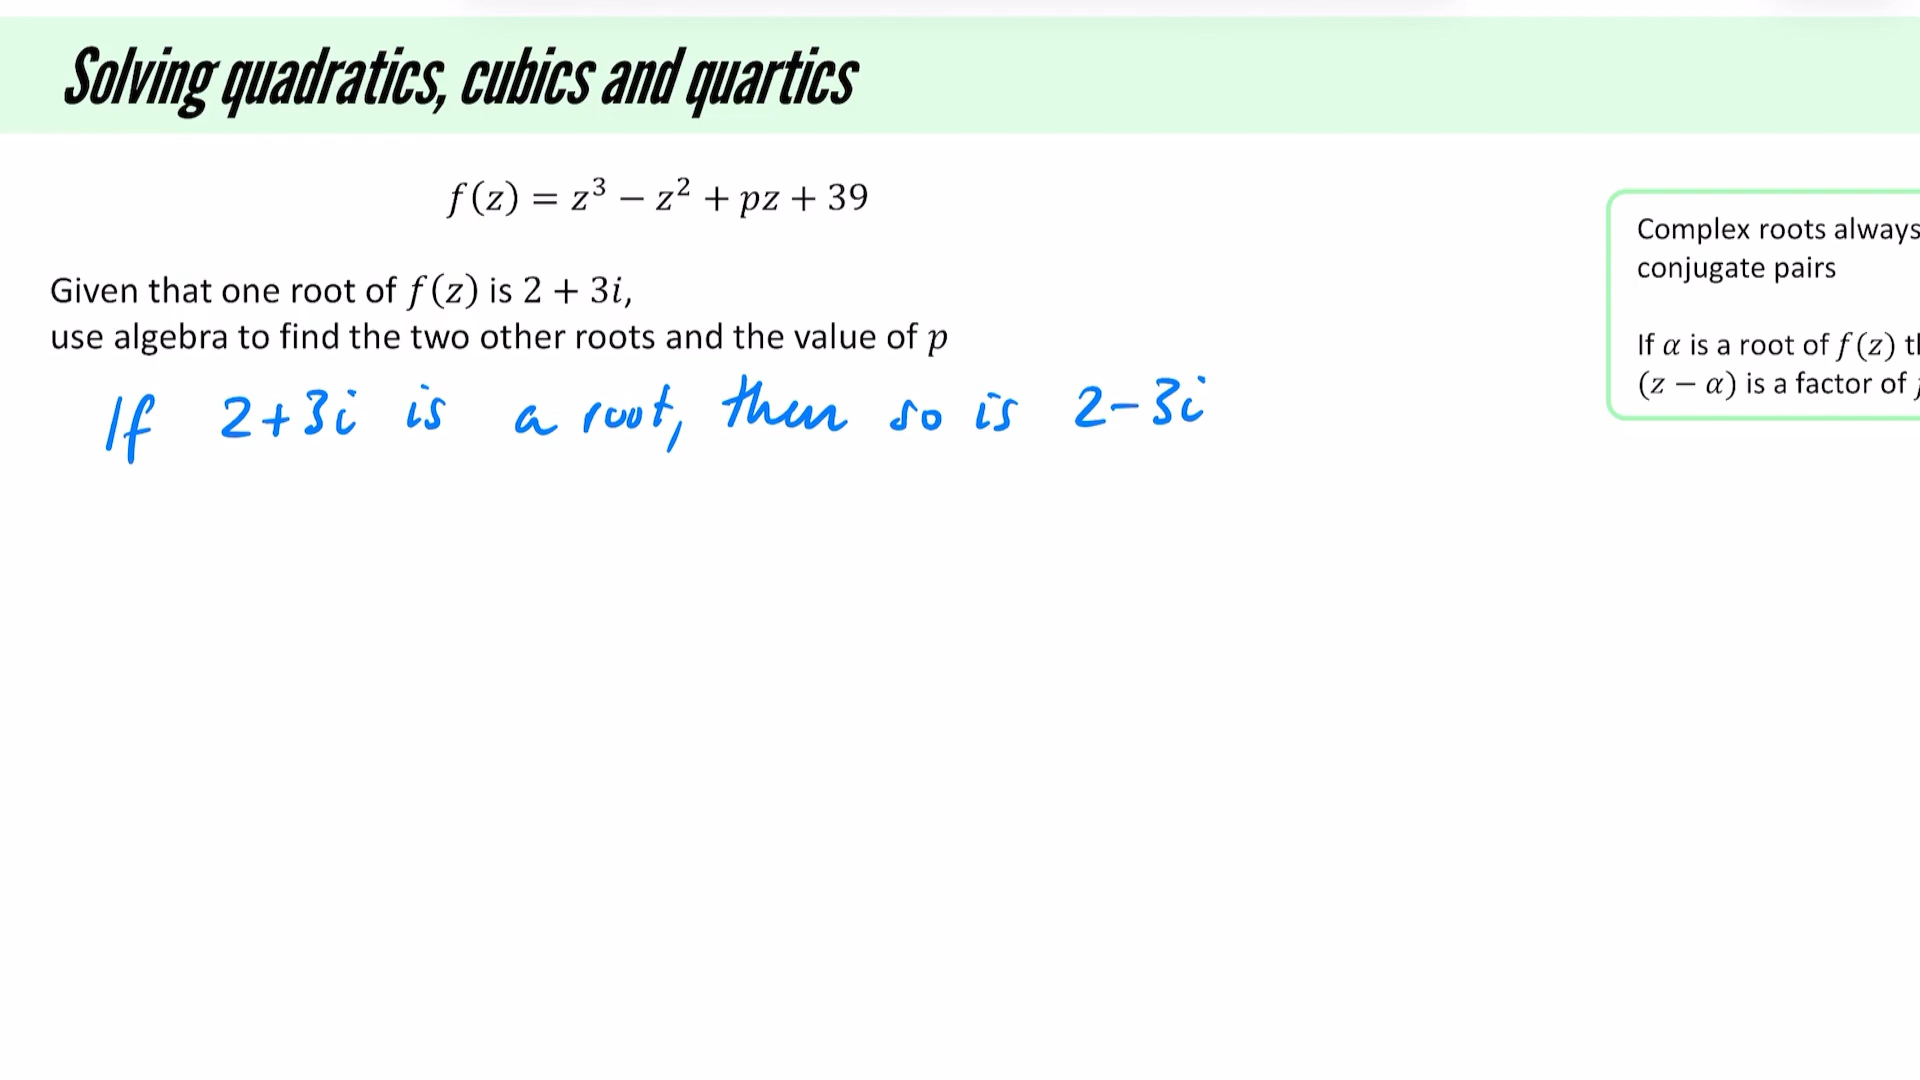 Solving quadratics, cubics and quartics
f(z) = z³ − z² + pz + 39
Given that one root of f(z) is 2 + 3i,
use algebra to find the two other roots and the value of p
If 2+3i is a root, then so is 2-3i
Complex roots always
conjugate pairs
If α is a root of f(z)
(z − α) is a factor of